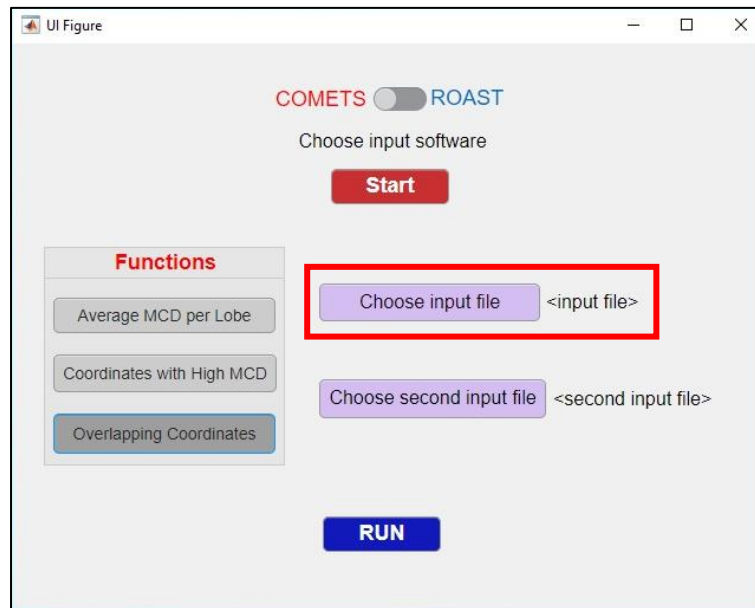 UI Figure
COMETS ROAST
Choose input software
Start
Functions
Average MCD per Lobe
Coordinates with High MCD
Overlapping Coordinates
Choose input file <input file>
Choose second input file <second input file>
RUN